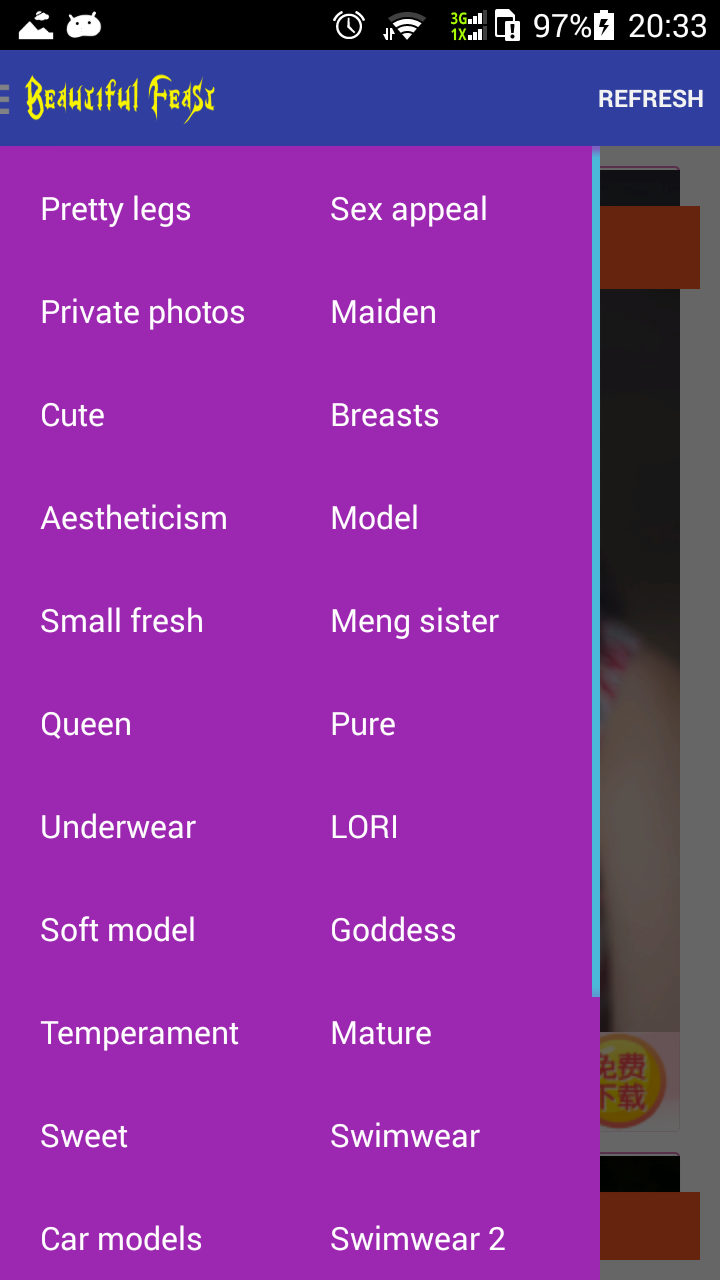 3G
1X
97%
20:33
Beautiful Feast
REFRESH
Pretty legs
Sex appeal
Private photos
Maiden
Cute
Breasts
Aestheticism
Model
Small fresh
Meng sister
Queen
Pure
Underwear
LORI
Soft model
Goddess
Temperament
Mature
免费
下载
Sweet
Swimwear
Car models
Swimwear 2